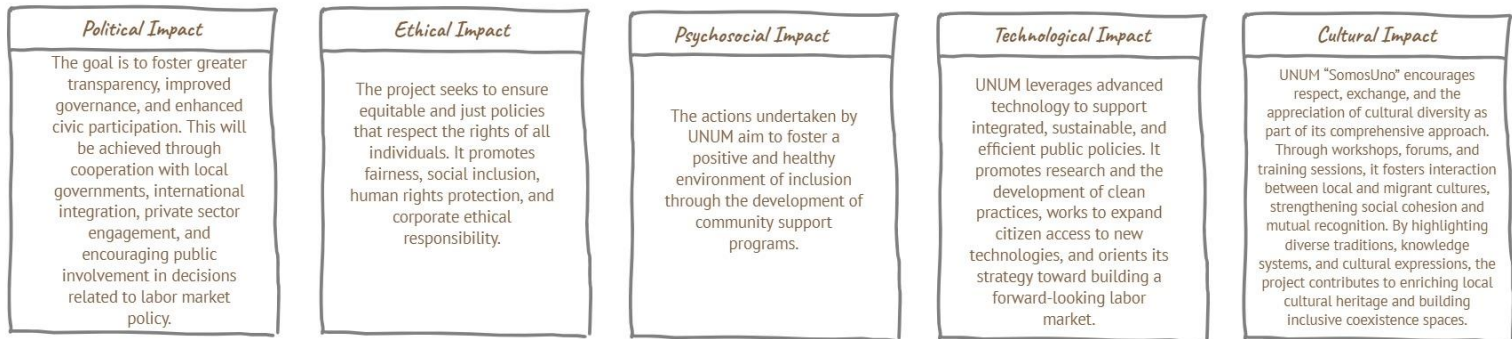 Political Impact
The goal is to foster greater
transparency, improved
governance, and enhanced
civic participation. This will
be achieved through
cooperation with local
governments, international
integration, private sector
engagement, and
encouraging public
involvement in decisions
related to labor market
policy.
Ethical Impact
The project seeks to ensure
equitable and just policies
that respect the rights of all
individuals. It promotes
fairness, social inclusion,
human rights protection, and
corporate ethical
responsibility.
Psychosocial Impact
The actions undertaken by
UNUM aim to foster a
positive and healthy
environment of inclusion
through the development of
community support
programs.
Technological Impact
UNUM leverages advanced
technology to support
integrated, sustainable, and
efficient public policies. It
promotes research and the
development of clean
practices, works to expand
citizen access to new
technologies, and orients its
strategy toward building a
forward-looking labor
market.
Cultural Impact
UNUM “SomosUno” encourages
respect, exchange, and the
appreciation of cultural diversity as
part of its comprehensive approach.
Through workshops, forums, and
training sessions, it fosters interaction
between local and migrant cultures,
strengthening social cohesion and
mutual recognition. By highlighting
diverse traditions, knowledge
systems, and cultural expressions, the
project contributes to enriching local
cultural heritage and building
inclusive coexistence spaces.